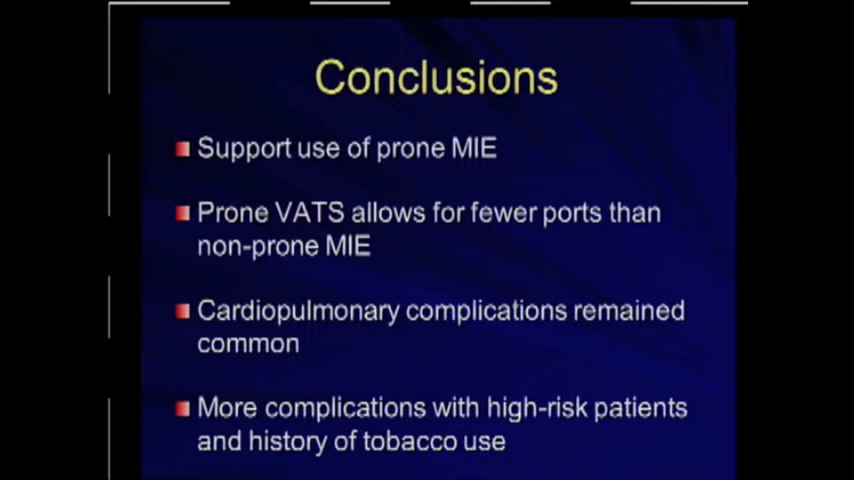 Conclusions
Support use of prone MIE
Prone VATS allows for fewer ports than
non-prone MIE
Cardiopulmonary complications remained
common
More complications with high-risk patients
and history of tobacco use